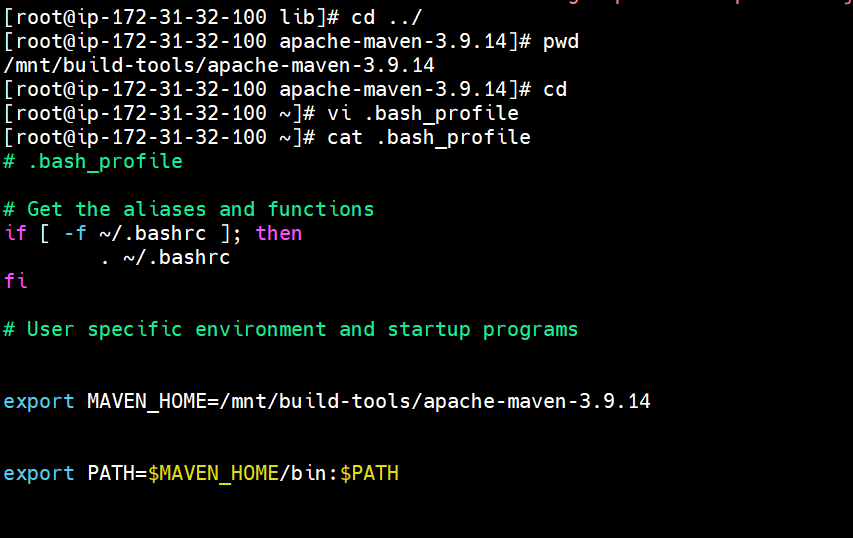 [root@ip-172-31-32-100 lib]# cd ../
[root@ip-172-31-32-100 apache-maven-3.9.14]# pwd
/mnt/build-tools/apache-maven-3.9.14
[root@ip-172-31-32-100 apache-maven-3.9.14]# cd
[root@ip-172-31-32-100 ~]# vi .bash_profile
[root@ip-172-31-32-100 ~]# cat .bash_profile
# .bash_profile

# Get the aliases and functions
if [ -f ~/.bashrc ]; then
        . ~/.bashrc
fi

# User specific environment and startup programs


export MAVEN_HOME=/mnt/build-tools/apache-maven-3.9.14


export PATH=$MAVEN_HOME/bin:$PATH